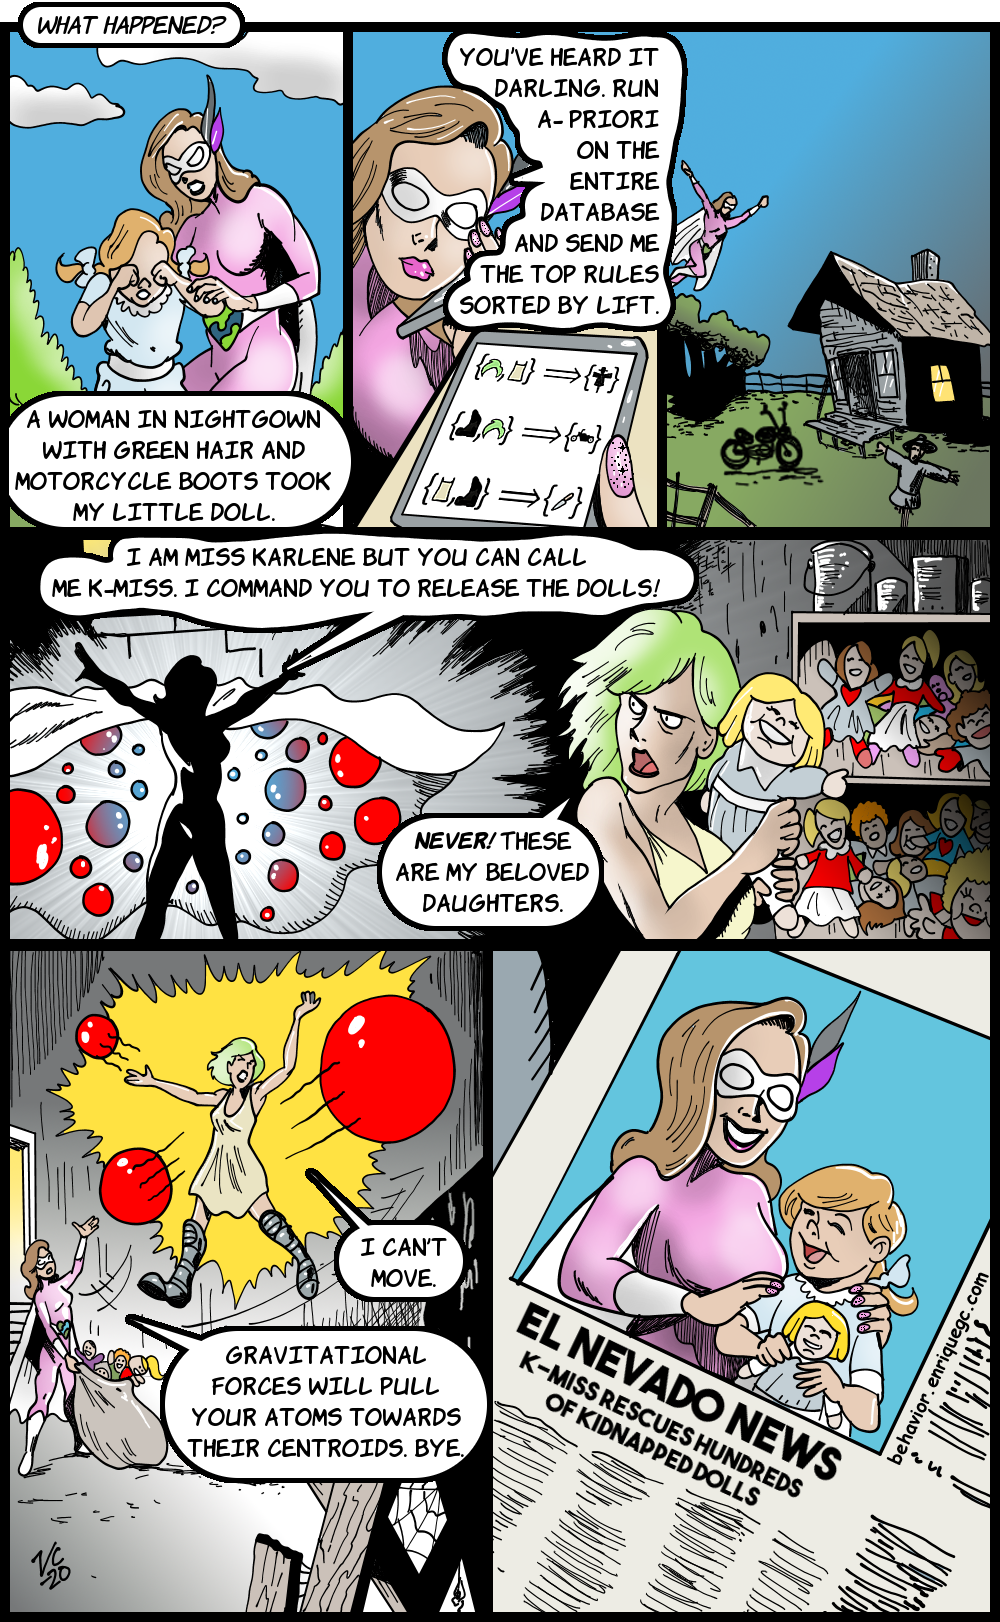 WHAT HAPPENED?
A WOMAN IN NIGHTGOWN
WITH GREEN HAIR AND
MOTORCYCLE BOOTS TOOK
MY LITTLE DOLL.
YOU'VE HEARD IT
DARLING. RUN
A-PRIORI
ON THE
ENTIRE
DATABASE
AND SEND ME
THE TOP RULES
SORTED BY LIFT.
I AM MISS KARLENE BUT YOU CAN CALL
ME K-MISS. I COMMAND YOU TO RELEASE THE DOLLS!
NEVER! THESE
ARE MY BELOVED
DAUGHTERS.
I CAN'T
MOVE.
GRAVITATIONAL
FORCES WILL PULL
YOUR ATOMS TOWARDS
THEIR CENTROIDS. BYE.
VC
-20
EL NEVADO NEWS
K-MISS RESCUES HUNDREDS
OF KIDNAPPED DOLLS
behavior.enriquegc.com